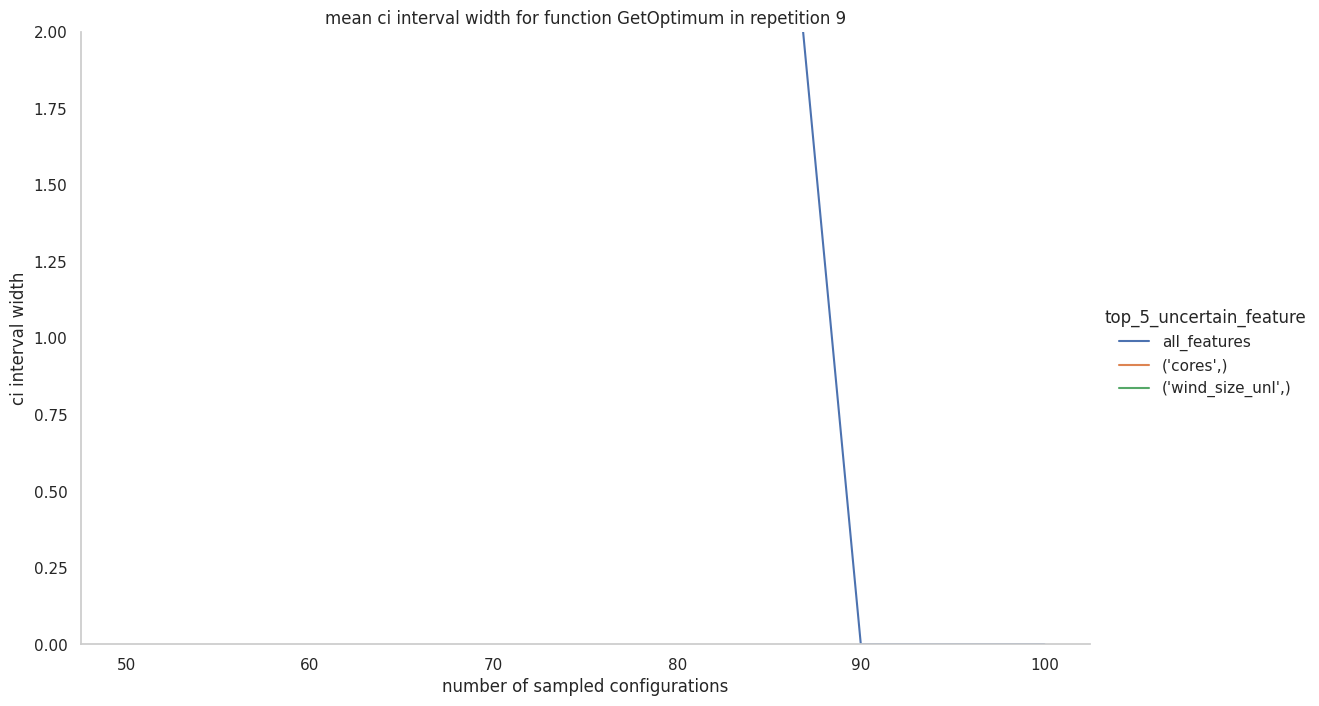 mean ci interval width for function GetOptimum in repetition 9
2.00
1.75
1.50
1.25
1.00
0.75
0.50
0.25
0.00
ci interval width
50 60 70 80 90 100
number of sampled configurations
top_5_uncertain_feature
all_features
('cores',)
('wind_size_unl',)